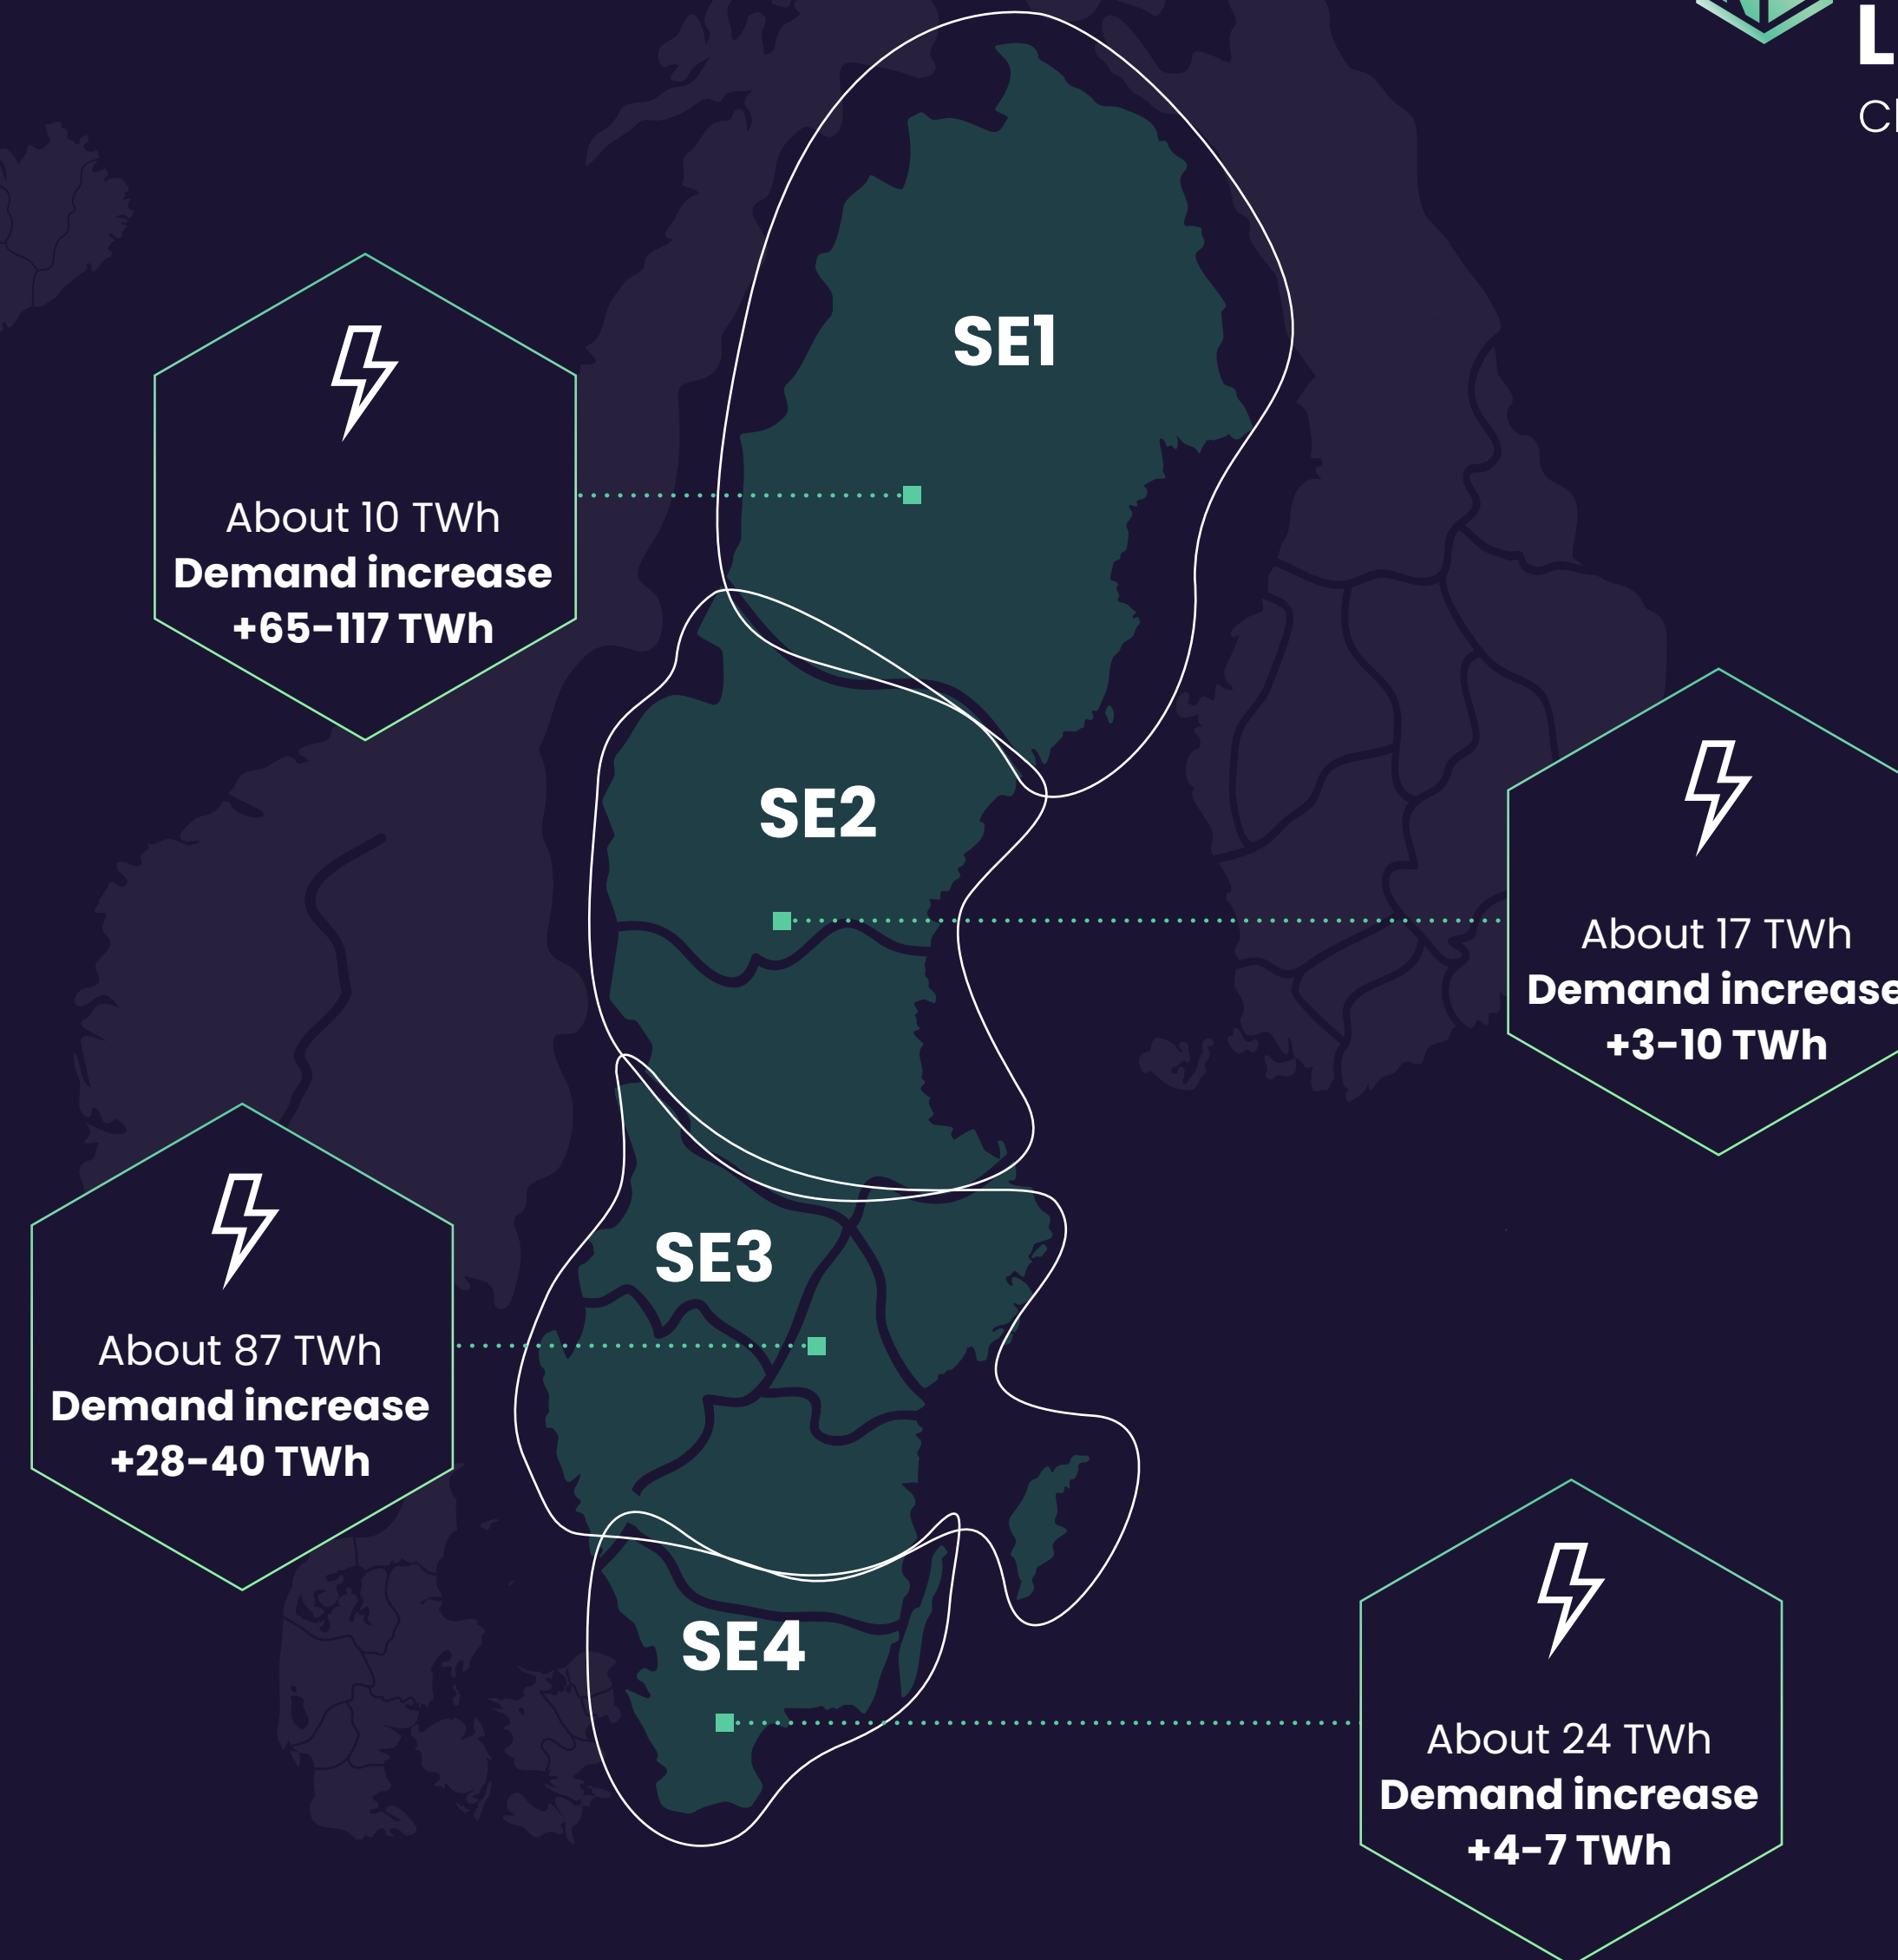 L
SE1
About 10 TWh
Demand increase
+65-117 TWh
SE2
About 17 TWh
Demand increase
+3-10 TWh
SE3
About 87 TWh
Demand increase
+28-40 TWh
SE4
About 24 TWh
Demand increase
+4-7 TWh